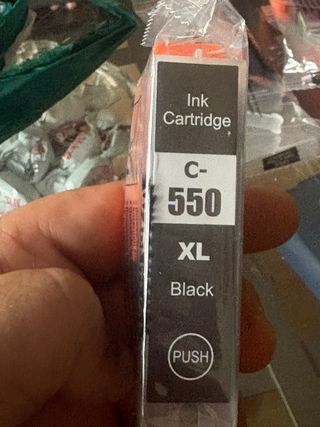 Ink
Cartridge
C-
550
XL
Black
PUSH